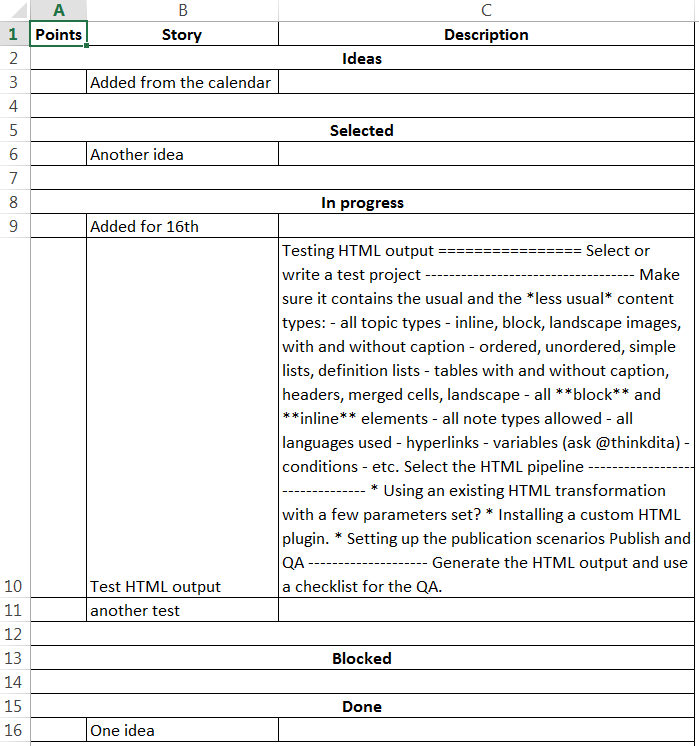 A B C
1 Points Story Description
2 Ideas
3 Added from the calendar
4
5 Selected
6 Another idea
7
8 In progress
9 Added for 16th
Testing HTML output ================ Select or
write a test project ----------------------------------- Make
sure it contains the usual and the *less usual* content
types: - all topic types - inline, block, landscape images,
with and without caption - ordered, unordered, simple
lists, definition lists - tables with and without caption,
headers, merged cells, landscape - all **block** and
**inline** elements - all note types allowed - all
languages used - hyperlinks - variables (ask @thinkdita) -
conditions - etc. Select the HTML pipeline ------------------
-------------- * Using an existing HTML transformation
with a few parameters set? * Installing a custom HTML
plugin. * Setting up the publication scenarios Publish and
QA -------------------- Generate the HTML output and use
10 Test HTML output a checklist for the QA.
11 another test
12
13 Blocked
14
15 Done
16 One idea